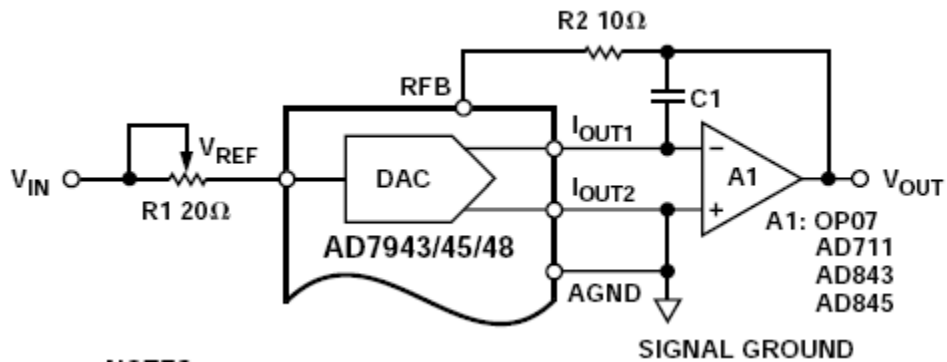 R2 10Ω
RFB
C1
IOUT1
VREF
VIN
DAC
−
A1
VOUT
R1 20Ω
IOUT2
+
AD7943/45/48
A1: OP07
AD711
AD843
AD845
AGND
SIGNAL GROUND